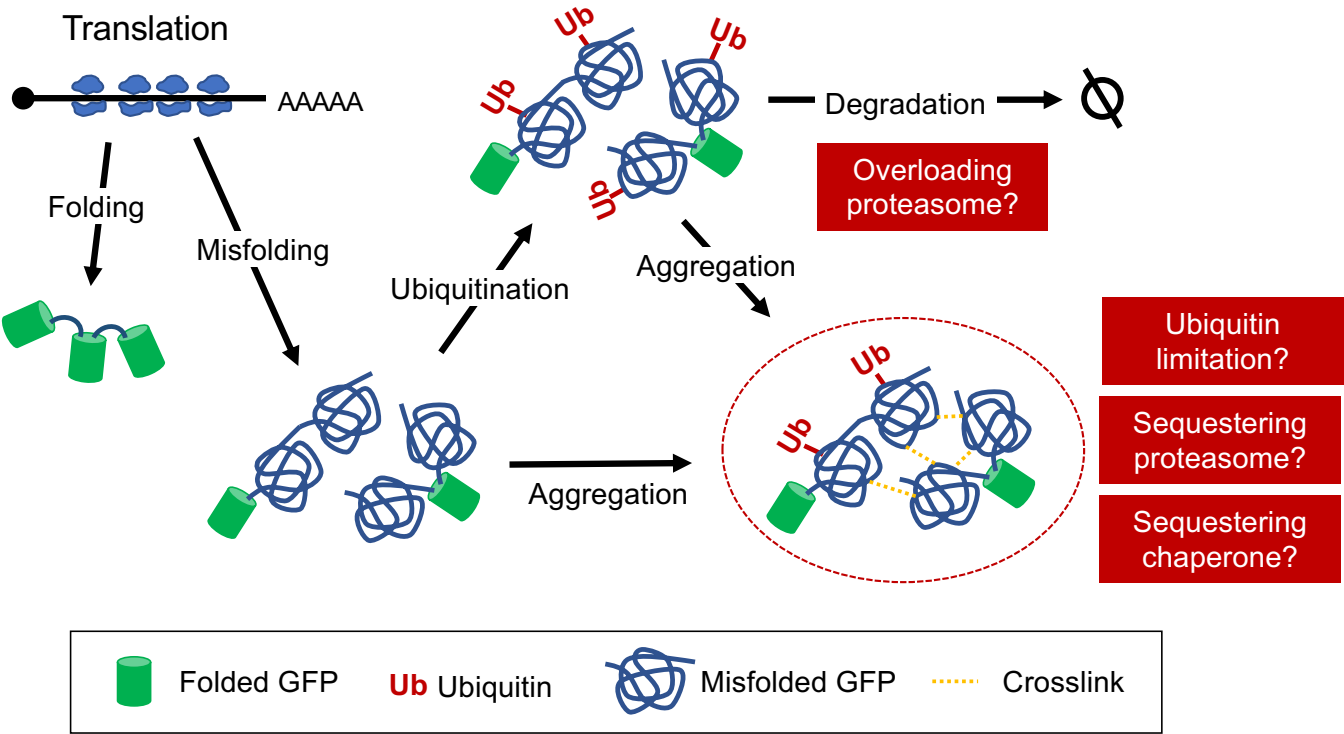 Translation
AAAAA
Folding
Misfolding
Ubiquitination
Ub
Ub
Ub
Ub
Degradation
Overloading
proteasome?
Aggregation
Aggregation
Ub
Ub
Ubiquitin
limitation?
Sequestering
proteasome?
Sequestering
chaperone?
Folded GFP
Ub Ubiquitin
Misfolded GFP
Crosslink